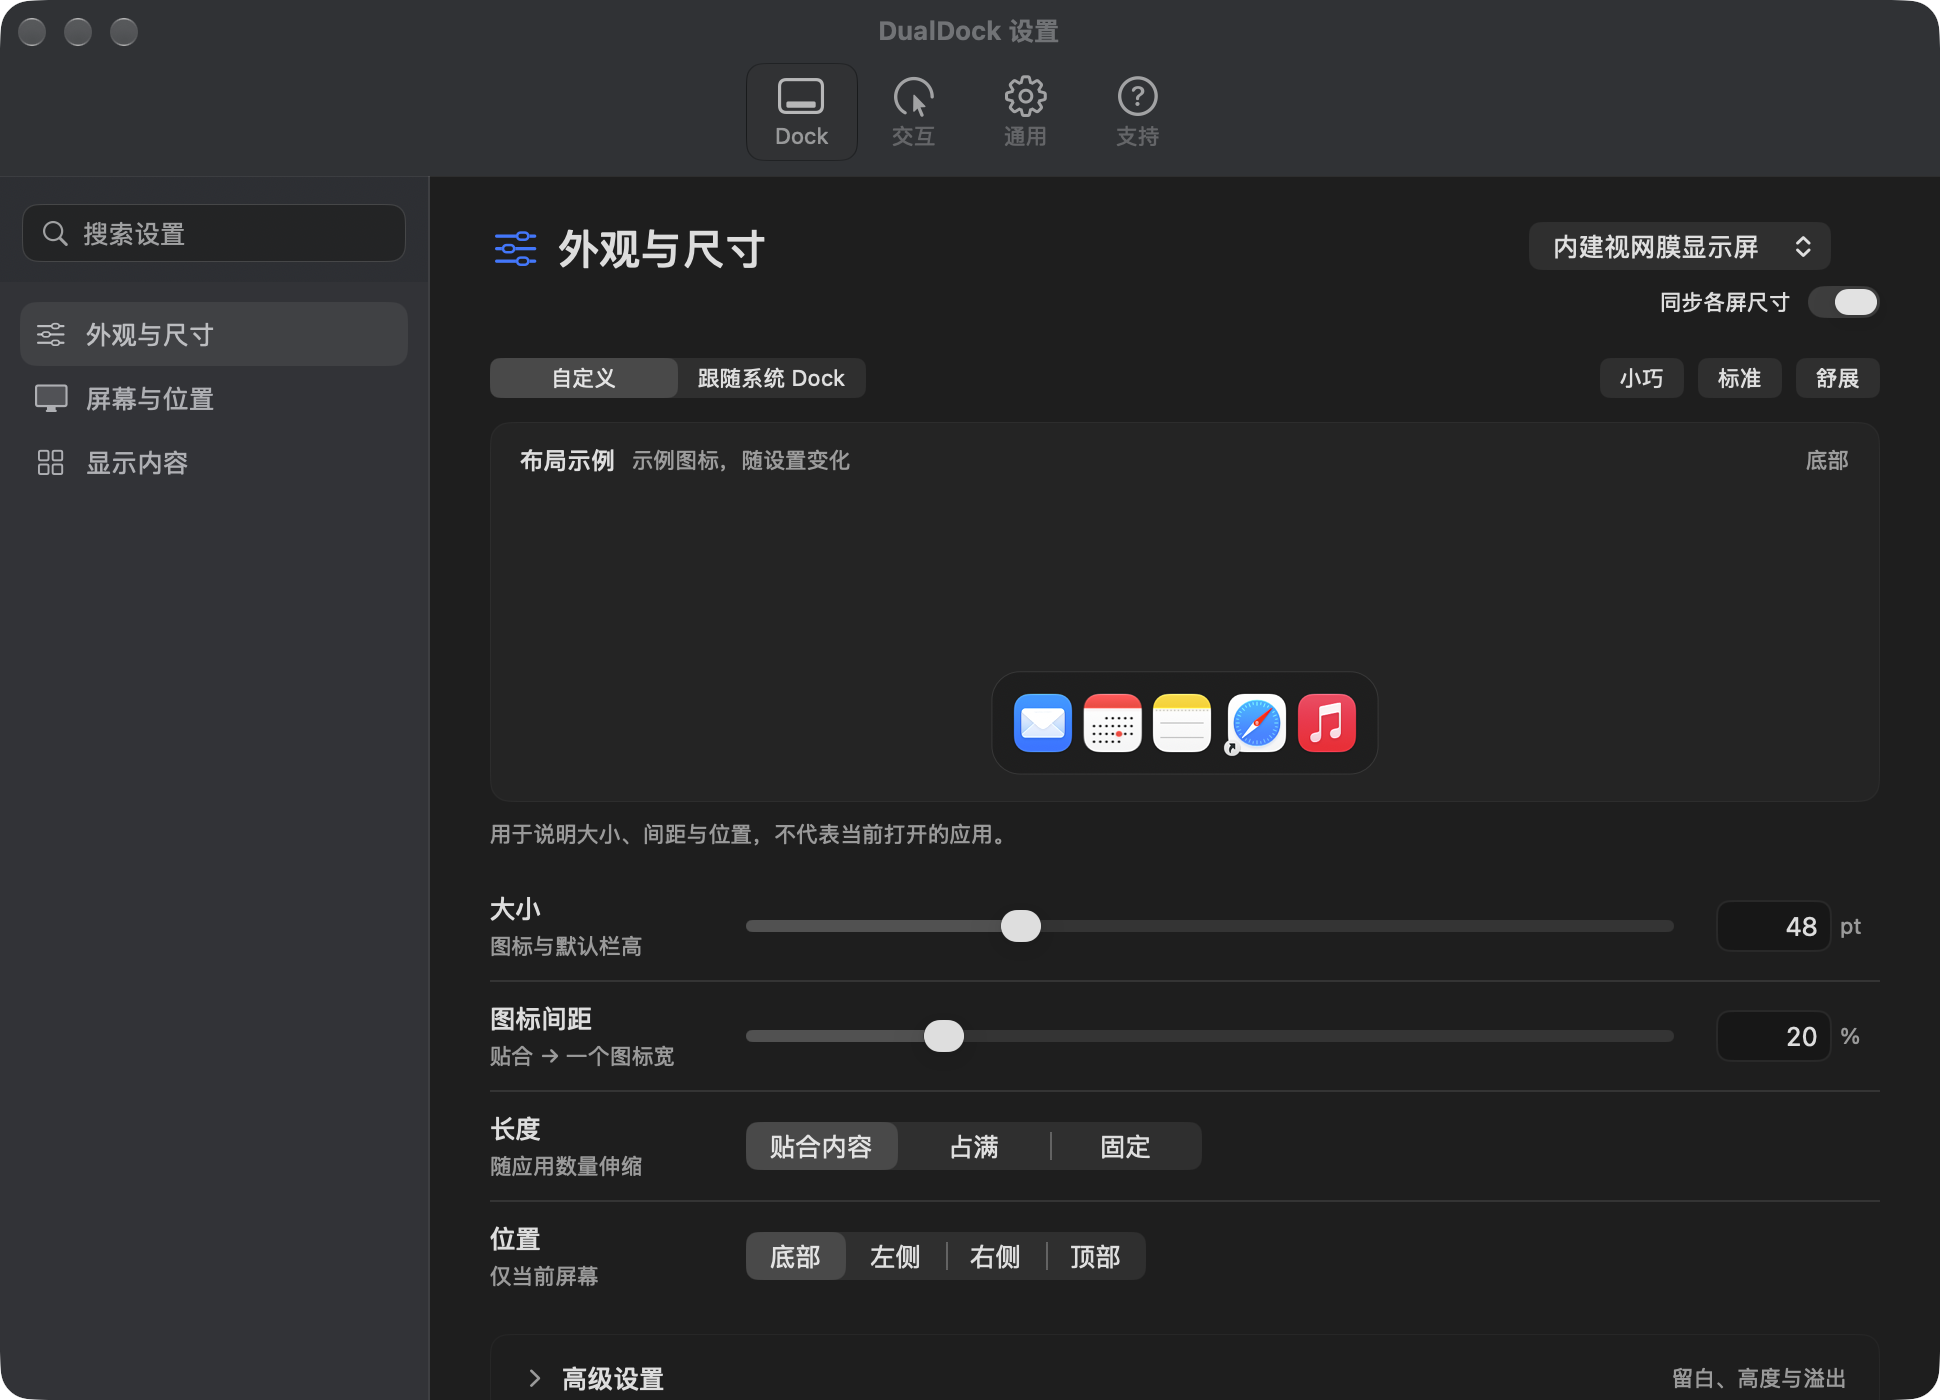 DualDock 设置
Dock
交互
通用
支持
搜索设置
外观与尺寸
屏幕与位置
显示内容
外观与尺寸
内建视网膜显示屏
同步各屏尺寸
自定义
跟随系统 Dock
小巧
标准
舒展
布局示例 示例图标，随设置变化
底部
用于说明大小、间距与位置，不代表当前打开的应用。
大小
图标与默认栏高
48 pt
图标间距
贴合 → 一个图标宽
20 %
长度
随应用数量伸缩
贴合内容
占满
固定
位置
仅当前屏幕
底部
左侧
右侧
顶部
高级设置
留白、高度与溢出